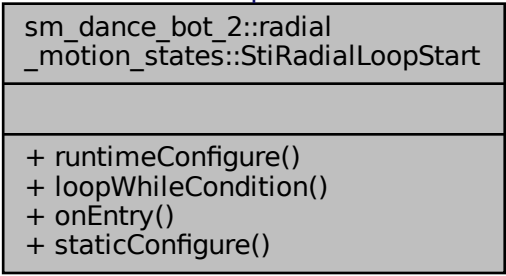 sm_dance_bot_2::radial
_motion_states::StiRadialLoopStart
+ runtimeConfigure()
+ loopWhileCondition()
+ onEntry()
+ staticConfigure()